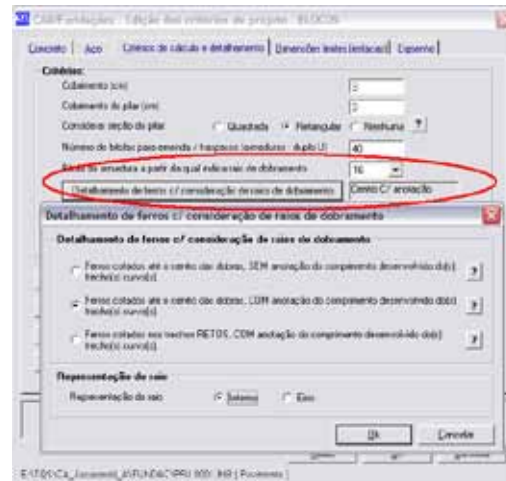 CAD/Fundações - Edição dos critérios de projeto - BLOCOS
Concreto Aço Critérios de cálculo e detalhamento Dimensões limites (estacas) Esperas
Critérios:
Cobrimento (cm) 3
Cobrimento do pilar (cm) 3
Considerar seção do pilar Quadrada Retangular Nenhuma ?
Número de bitolas para emenda / traspasse (armaduras - duplo U) 40
Bitola de armadura a partir da qual indica raio de dobramento 16
Detalhamento de ferros c/ consideração de raios de dobramento Centro C/ anotação
Detalhamento de ferros c/ consideração de raios de dobramento
Detalhamento de ferros c/ consideração de raios de dobramento
Ferros cotados até o centro das dobras, SEM anotação do comprimento desenvolvido do(s) trecho(s) curvo(s). ?
Ferros cotados até o centro das dobras, COM anotação do comprimento desenvolvido do(s) trecho(s) curvo(s). ?
Ferros cotados nos trechos RETOS, COM anotação do comprimento desenvolvido do(s) trecho(s) curvo(s). ?
Representação do raio
Representação do raio Interno Eixo
Ok Cancelar